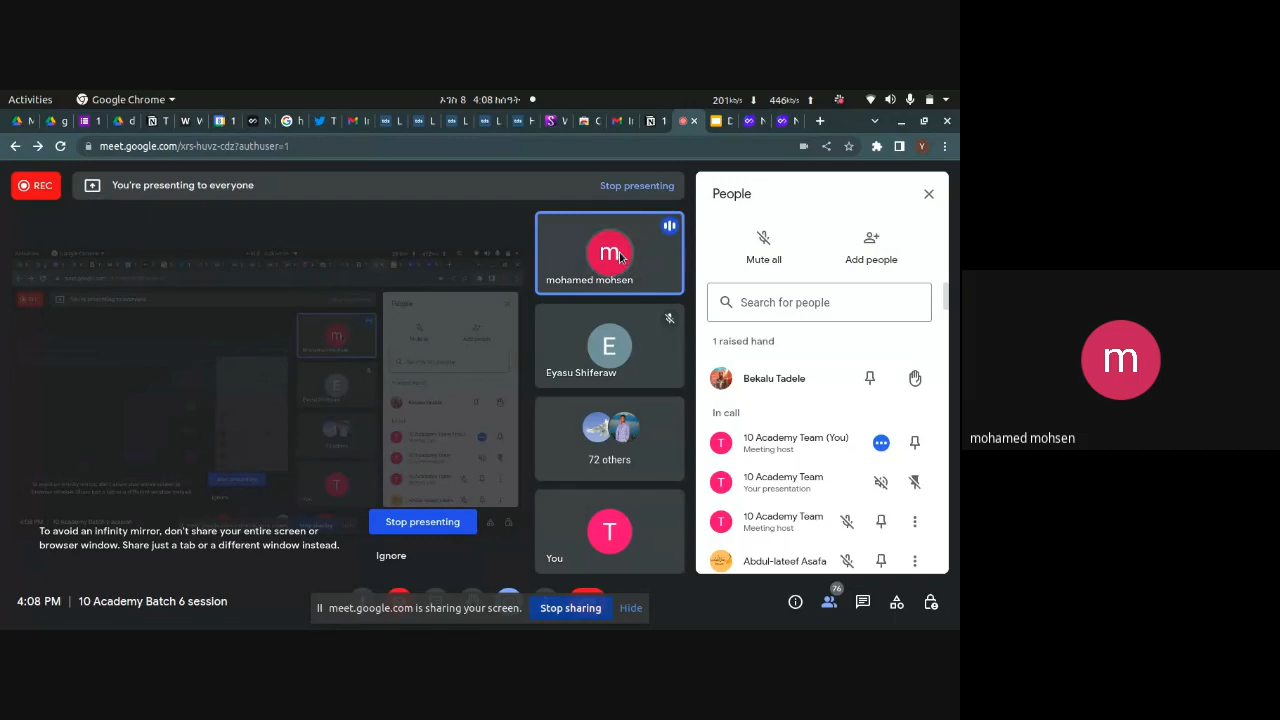 Activities
Google Chrome
ኦገስ 8 4:08 ከሰዓት
201kb/s
446kb/s
meet.google.com/xrs-huvz-cdz?authuser=1
REC
You're presenting to everyone
Stop presenting
m
mohamed mohsen
E
Eyasu Shiferaw
72 others
T
You
To avoid an infinity mirror, don't share your entire screen or
browser window. Share just a tab or a different window instead.
Stop presenting
Ignore
People
Mute all
Add people
Search for people
1 raised hand
Bekalu Tadele
In call
T
10 Academy Team (You)
Meeting host
T
10 Academy Team
Your presentation
T
10 Academy Team
Meeting host
Abdul-lateef Asafa
4:08 PM | 10 Academy Batch 6 session
meet.google.com is sharing your screen.
Stop sharing
Hide
76
m
mohamed mohsen